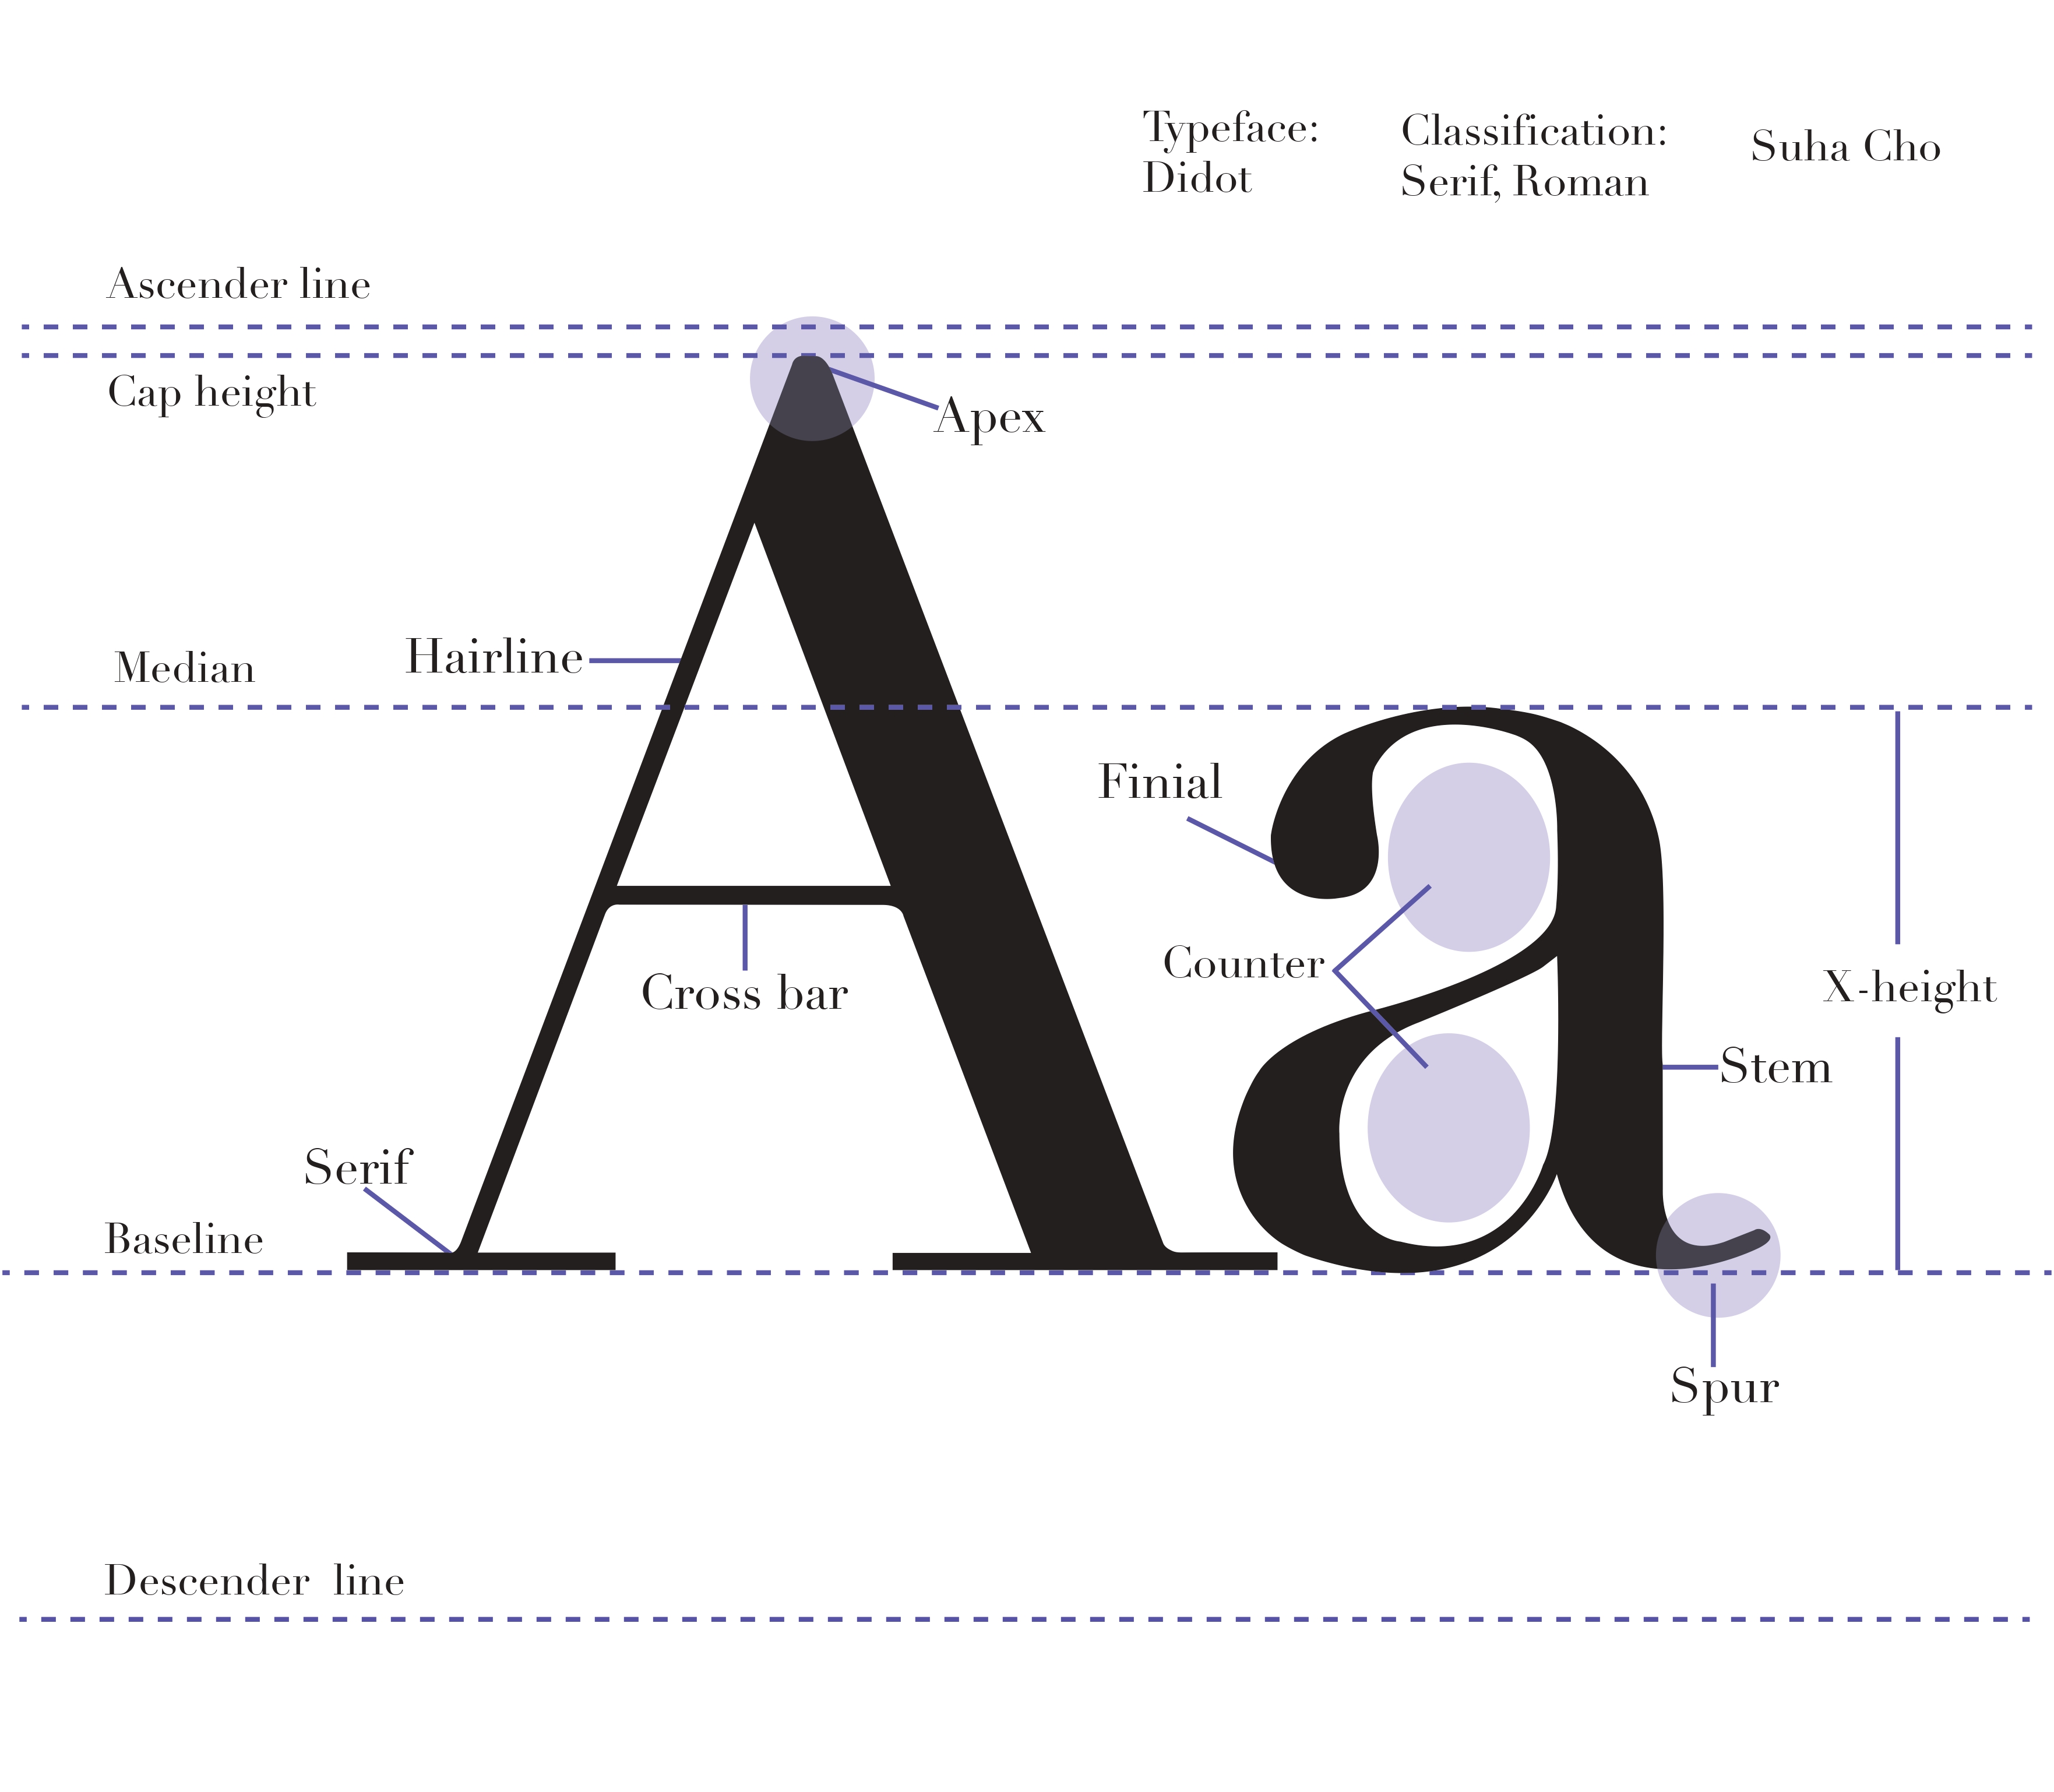 Typeface:
Didot
Classification:
Serif, Roman
Suha Cho
Ascender line
Cap height
Apex
Median
Hairline
Finial
Counter
Cross bar
X-height
Stem
Serif
Baseline
Spur
Descender line
Aa